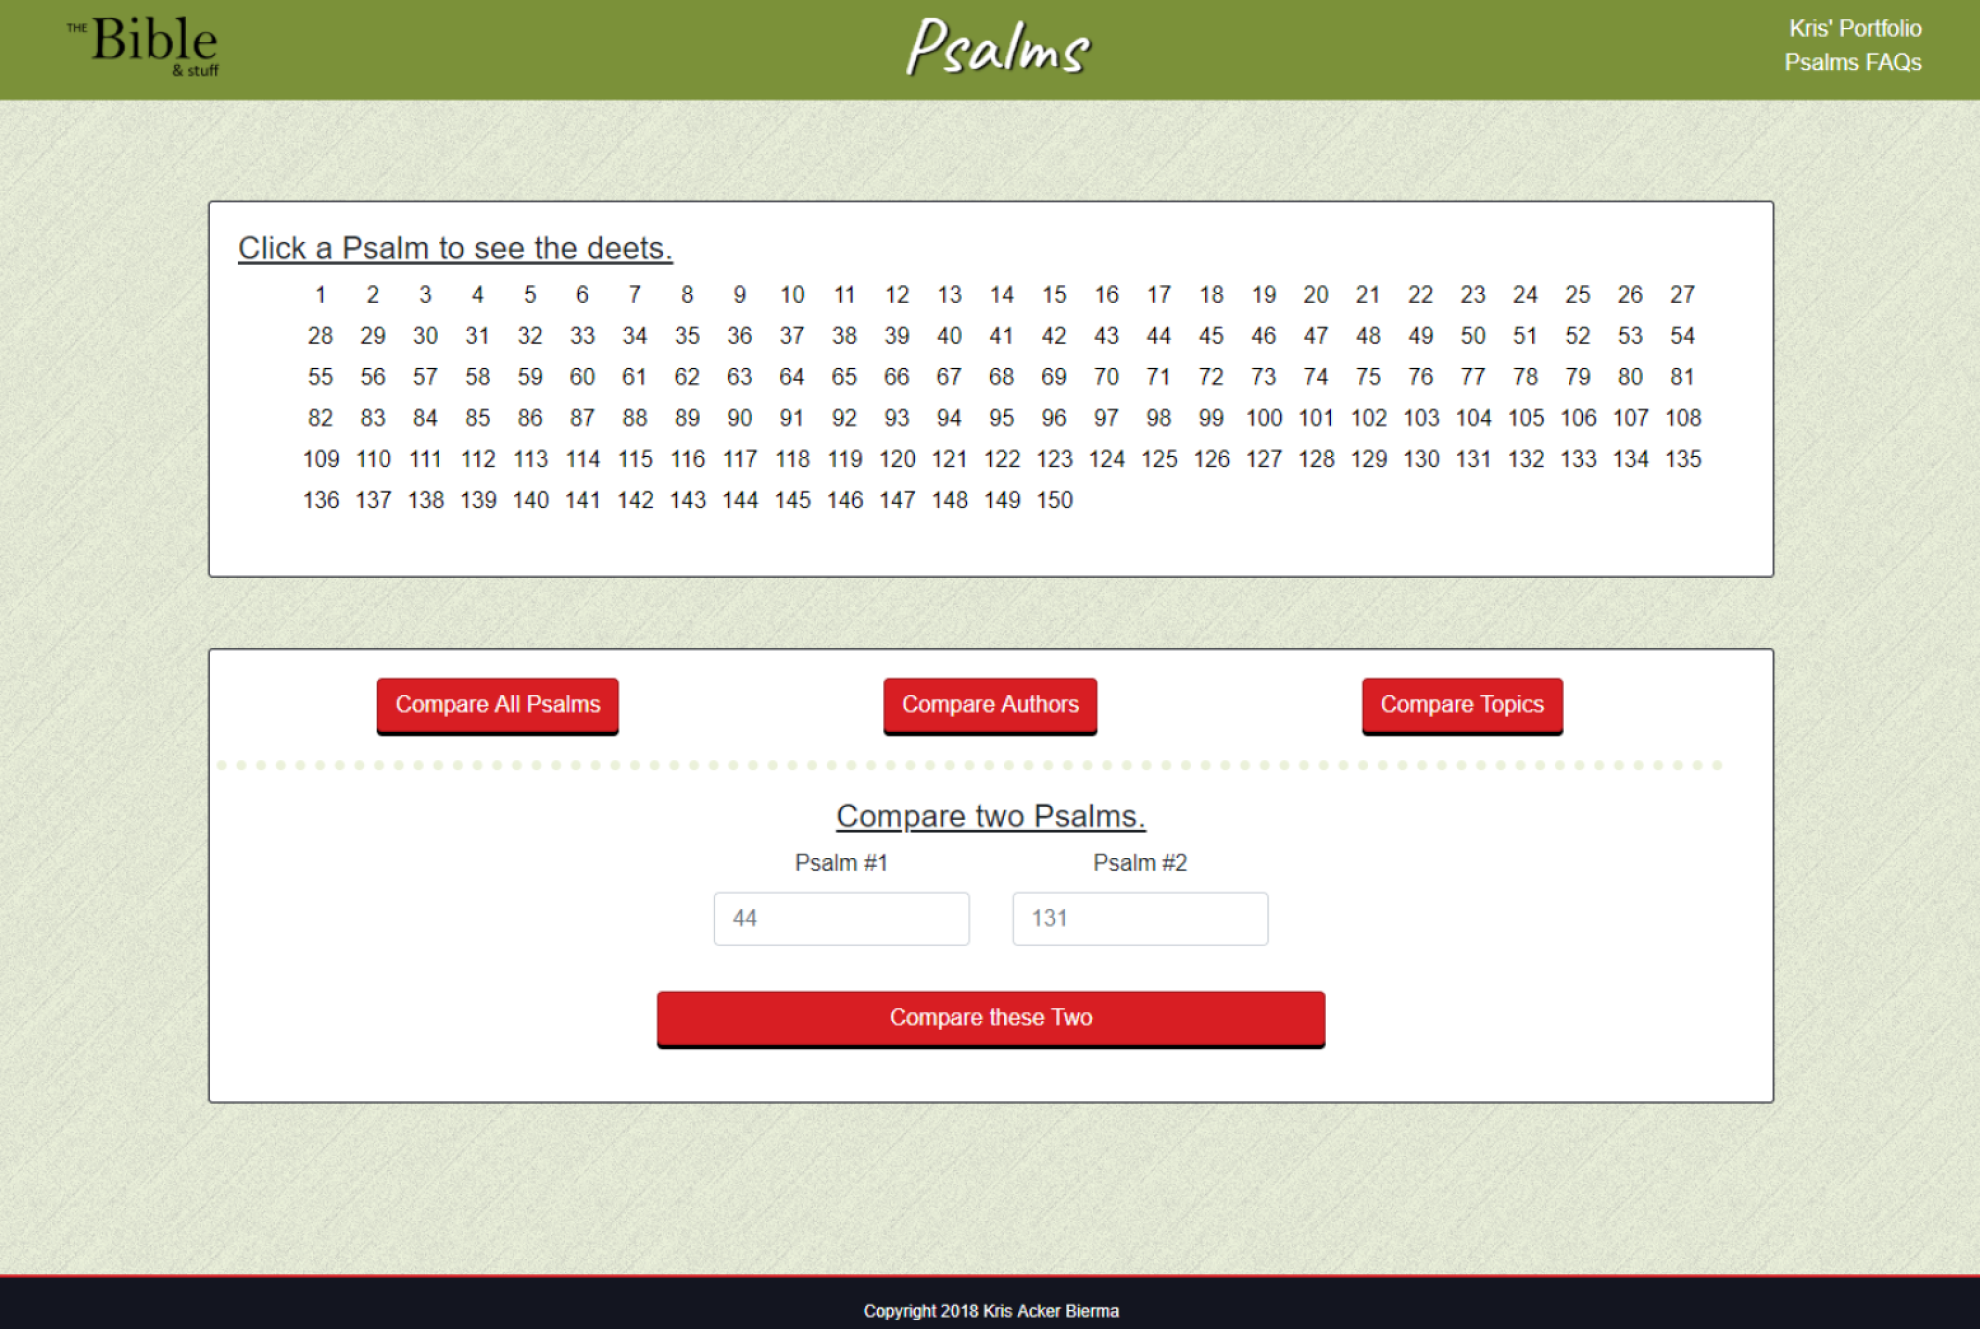 THE Bible
& stuff
Psalms
Kris' Portfolio
Psalms FAQs
Click a Psalm to see the deets.
1 2 3 4 5 6 7 8 9 10 11 12 13 14 15 16 17 18 19 20 21 22 23 24 25 26 27
28 29 30 31 32 33 34 35 36 37 38 39 40 41 42 43 44 45 46 47 48 49 50 51 52 53 54
55 56 57 58 59 60 61 62 63 64 65 66 67 68 69 70 71 72 73 74 75 76 77 78 79 80 81
82 83 84 85 86 87 88 89 90 91 92 93 94 95 96 97 98 99 100 101 102 103 104 105 106 107 108
109 110 111 112 113 114 115 116 117 118 119 120 121 122 123 124 125 126 127 128 129 130 131 132 133 134 135
136 137 138 139 140 141 142 143 144 145 146 147 148 149 150
Compare All Psalms Compare Authors Compare Topics
Compare two Psalms.
Psalm #1 Psalm #2
44 131
Compare these Two
Copyright 2018 Kris Acker Bierma